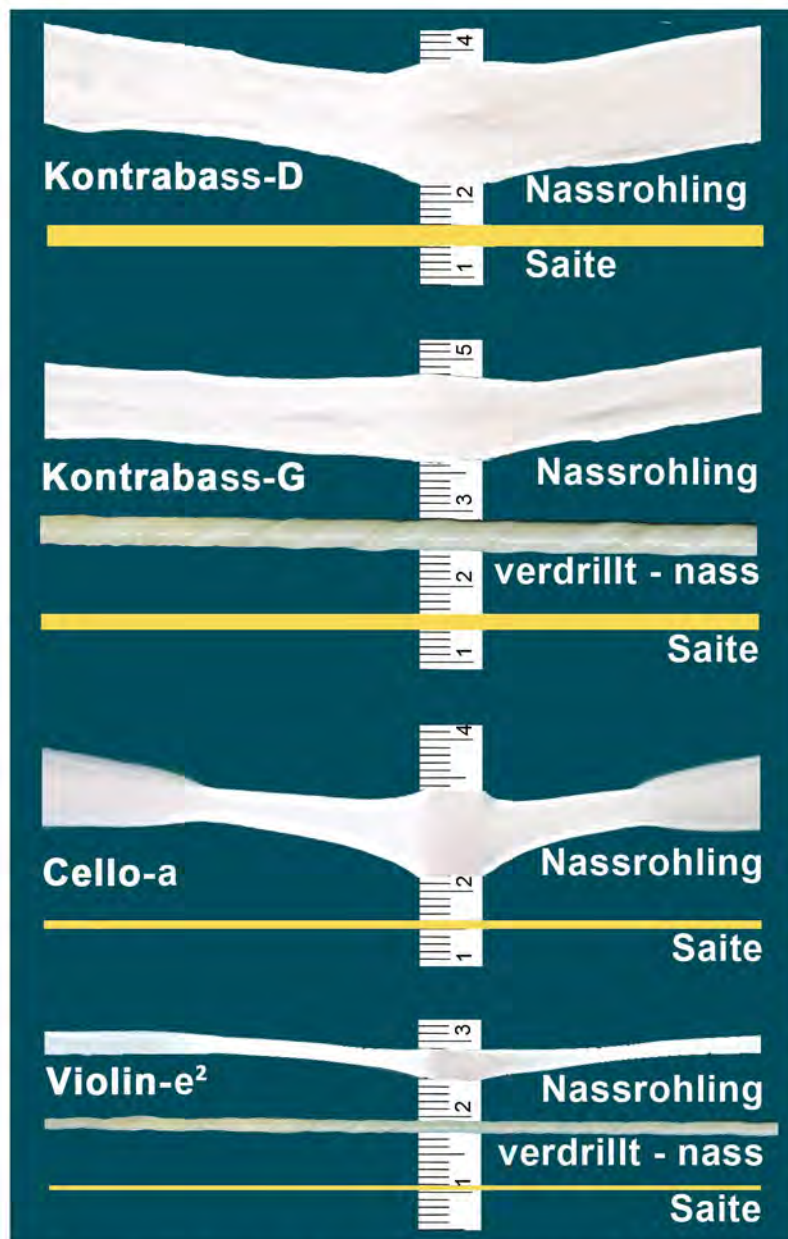 4
Kontrabass-D
2
Nassrohling
1
Saite
5
Kontrabass-G
Nassrohling
3
verdrillt - nass
2
1
Saite
4
Cello-a
2
Nassrohling
1
Saite
3
Violin-e²
Nassrohling
2
verdrillt - nass
1
Saite